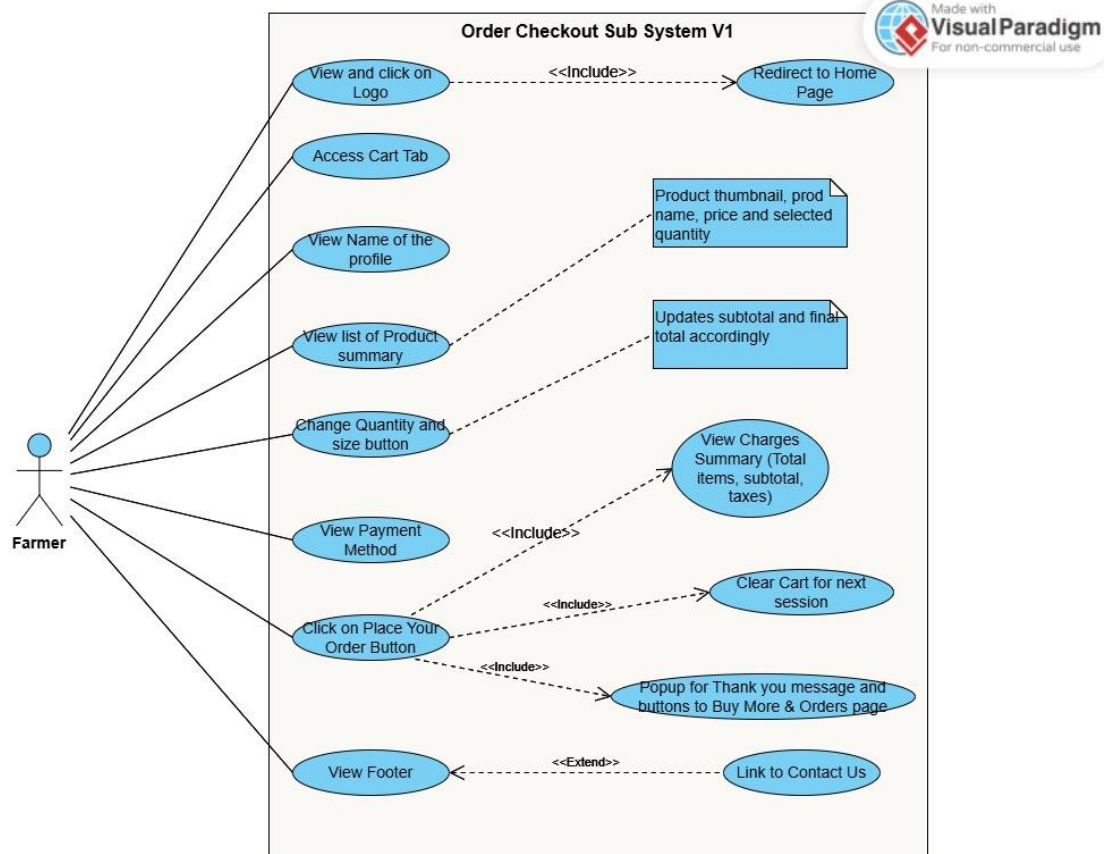 Made with
Visual Paradigm
For non-commercial use
Order Checkout Sub System V1
View and click on
Logo
<<Include>>
Redirect to Home
Page
Access Cart Tab
Product thumbnail, prod
name, price and selected
quantity
View Name of the
profile
View list of Product
summary
Updates subtotal and final
total accordingly
Change Quantity and
size button
View Charges
Summary (Total
items, subtotal,
taxes)
<<Include>>
View Payment
Method
Farmer
Clear Cart for next
session
<<Include>>
Click on Place Your
Order Button
<<Include>>
Popup for Thank you message and
buttons to Buy More & Orders page
View Footer
<<Extend>>
Link to Contact Us